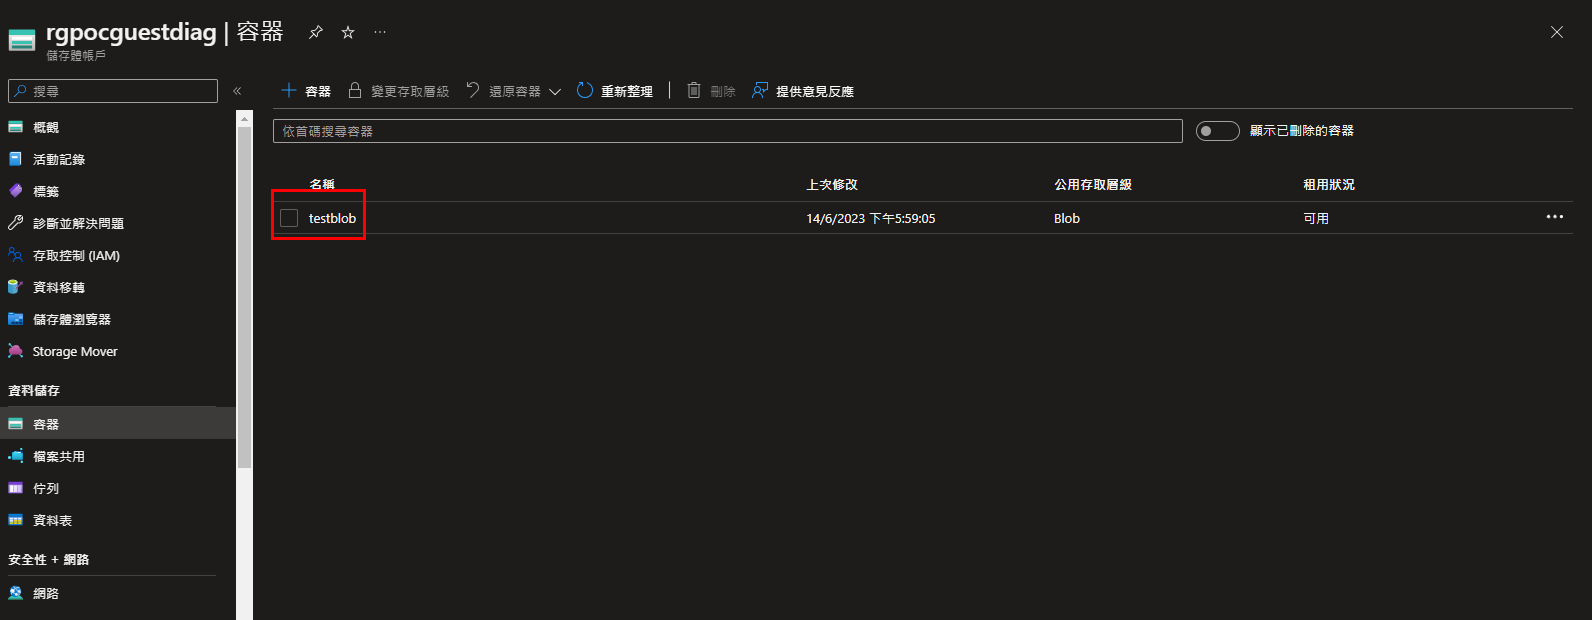 rgpocguestdiag | 容器
儲存體帳戶
搜尋
概觀
活動記錄
標籤
診斷並解決問題
存取控制 (IAM)
資料移轉
儲存體瀏覽器
Storage Mover
資料儲存
容器
檔案共用
佇列
資料表
安全性 + 網路
網路
容器 變更存取層級 還原容器 重新整理 刪除 提供意見反應
依首碼搜尋容器 顯示已刪除的容器
名稱 上次修改 公用存取層級 租用狀況
testblob 14/6/2023 下午5:59:05 Blob 可用